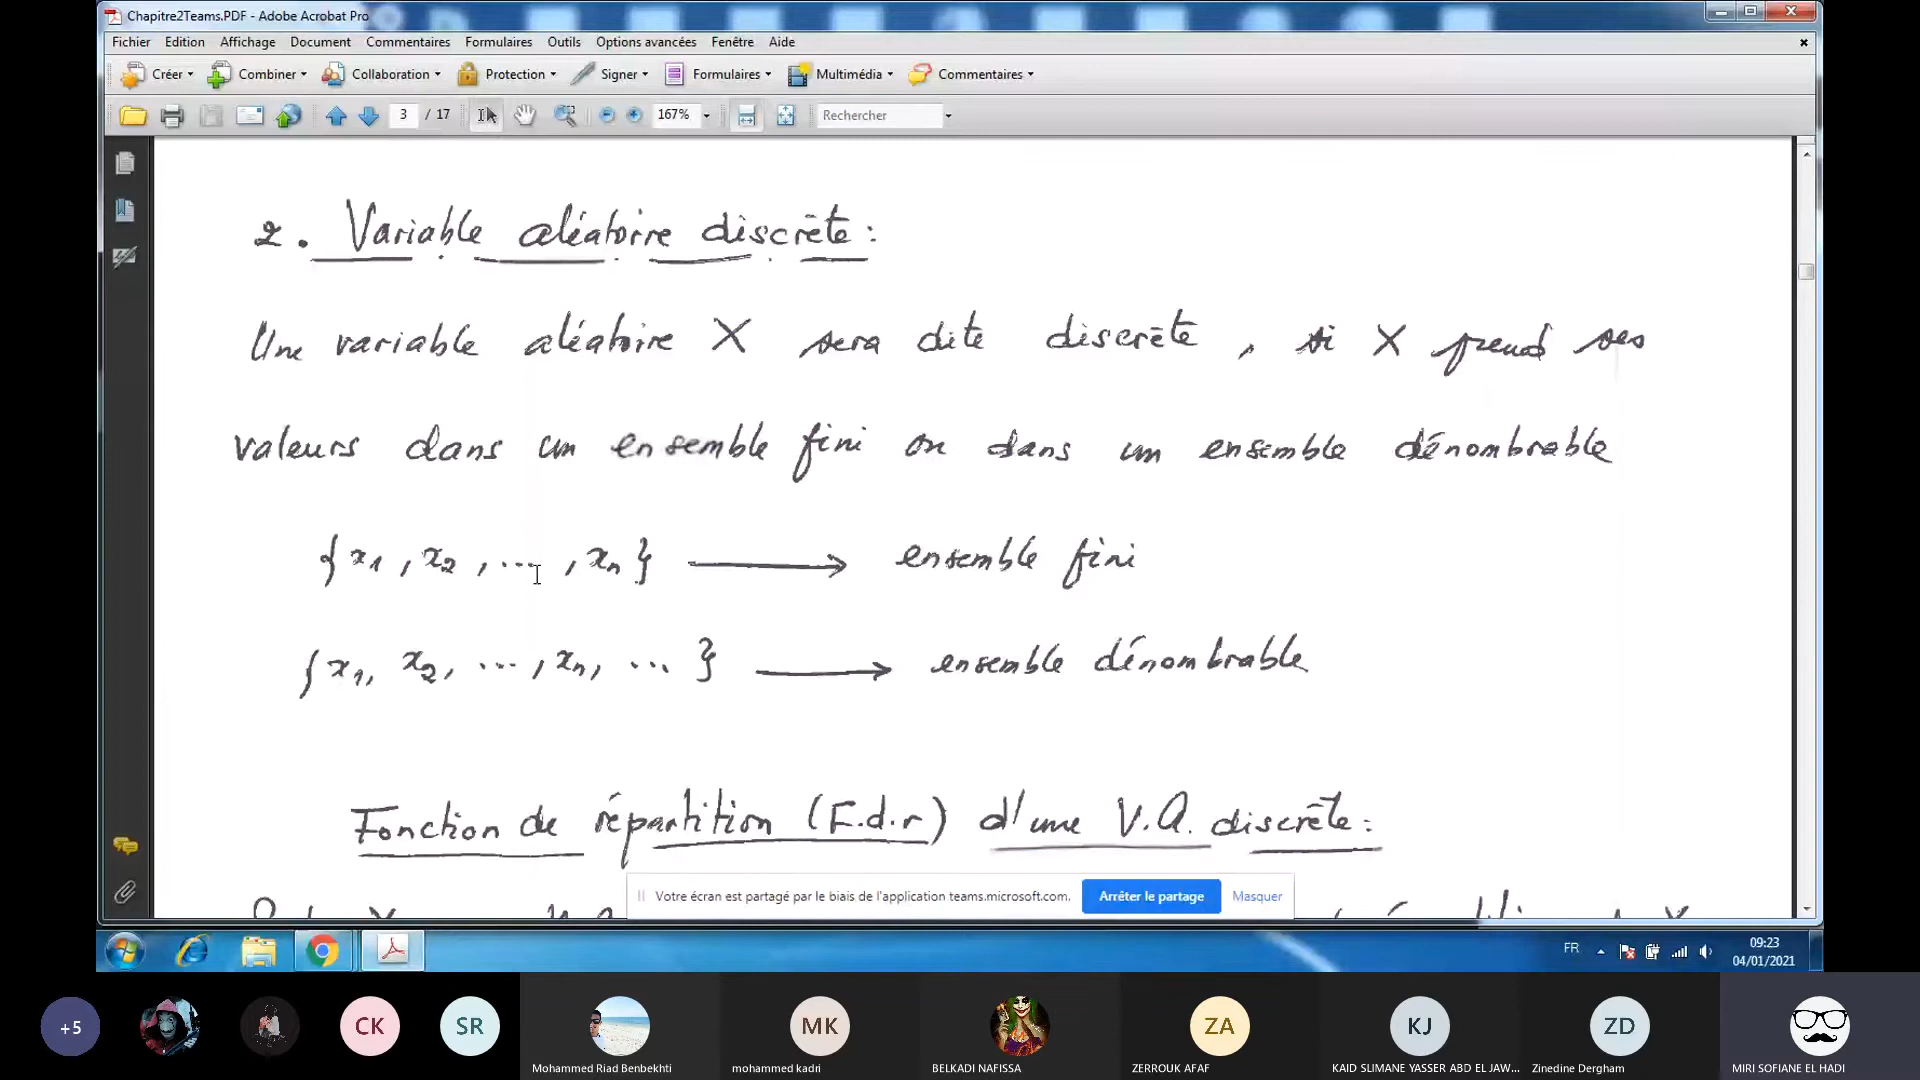 Chapitre2Teams.PDF - Adobe Acrobat Pro
Fichier Edition Affichage Document Commentaires Formulaires Outils Options avancées Fenêtre Aide
Créer Combiner Collaboration Protection Signer Formulaires Multimédia Commentaires
3 / 17 167% Rechercher
2. Variable aléatoire discrète :
Une variable aléatoire X sera dite discrète, si X prend ses
valeurs dans un ensemble fini ou dans un ensemble dénombrable
{x1, x2, ..., xn} → ensemble fini
{x1, x2, ..., xn, ... } → ensemble dénombrable
Fonction de répartition (F.d.r) d'une V.A. discrète :
Votre écran est partagé par le biais de l'application teams.microsoft.com. Arrêter le partage Masquer
FR 09:23
04/01/2021
+5 CK SR MK ZA KJ ZD
Mohammed Riad Benbekhti mohammed kadri BELKADI NAFISSA ZERROUK AFAF KAID SLIMANE YASSER ABD EL JAW... Zinedine Dergham MIRI SOFIANE EL HADI